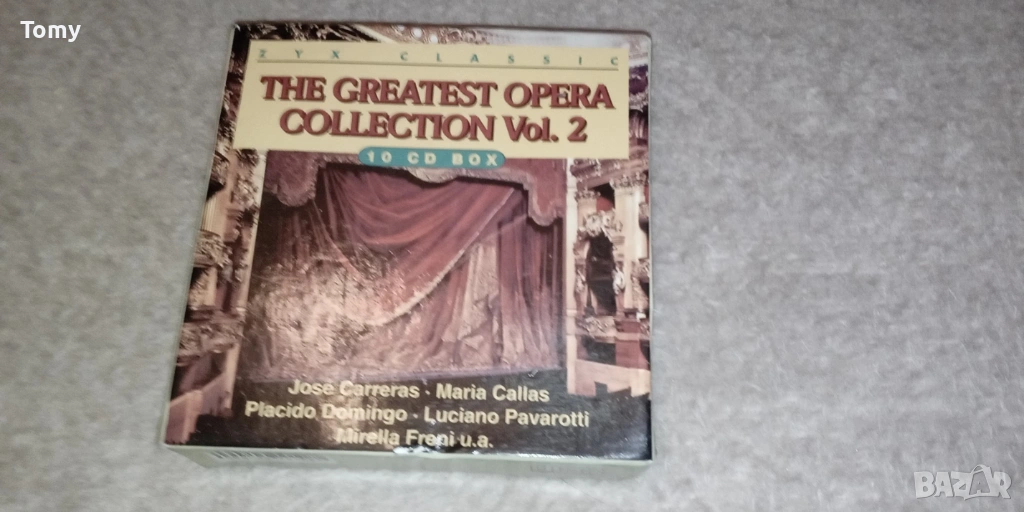 Tomy
ZYX CLASSIC
THE GREATEST OPERA
COLLECTION Vol. 2
10 CD BOX
José Carreras · Maria Callas
Placido Domingo · Luciano Pavarotti
Mirella Freni u.a.
BAZAR